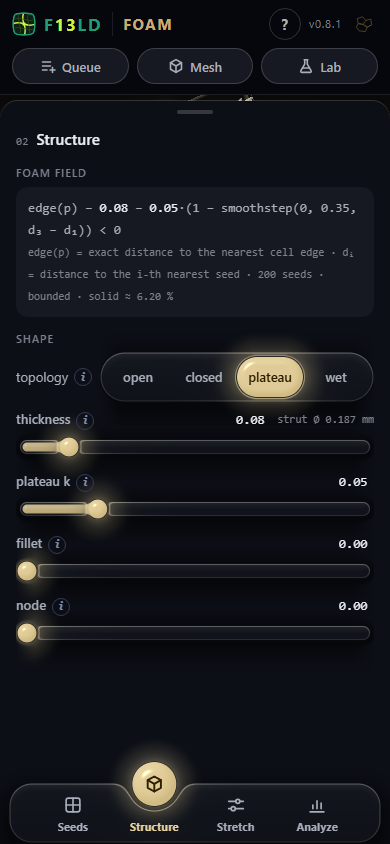 F13LD FOAM ? v0.8.1
Queue Mesh Lab
02 Structure
FOAM FIELD
edge(p) − 0.08 − 0.05·(1 − smoothstep(0, 0.35,
d₃ − d₁)) < 0
edge(p) = exact distance to the nearest cell edge · dᵢ
= distance to the i-th nearest seed · 200 seeds ·
bounded · solid ≈ 6.20 %
SHAPE
topology i open closed plateau wet
thickness i 0.08 strut Ø 0.187 mm
plateau k i 0.05
fillet i 0.00
node i 0.00
Seeds Structure Stretch Analyze